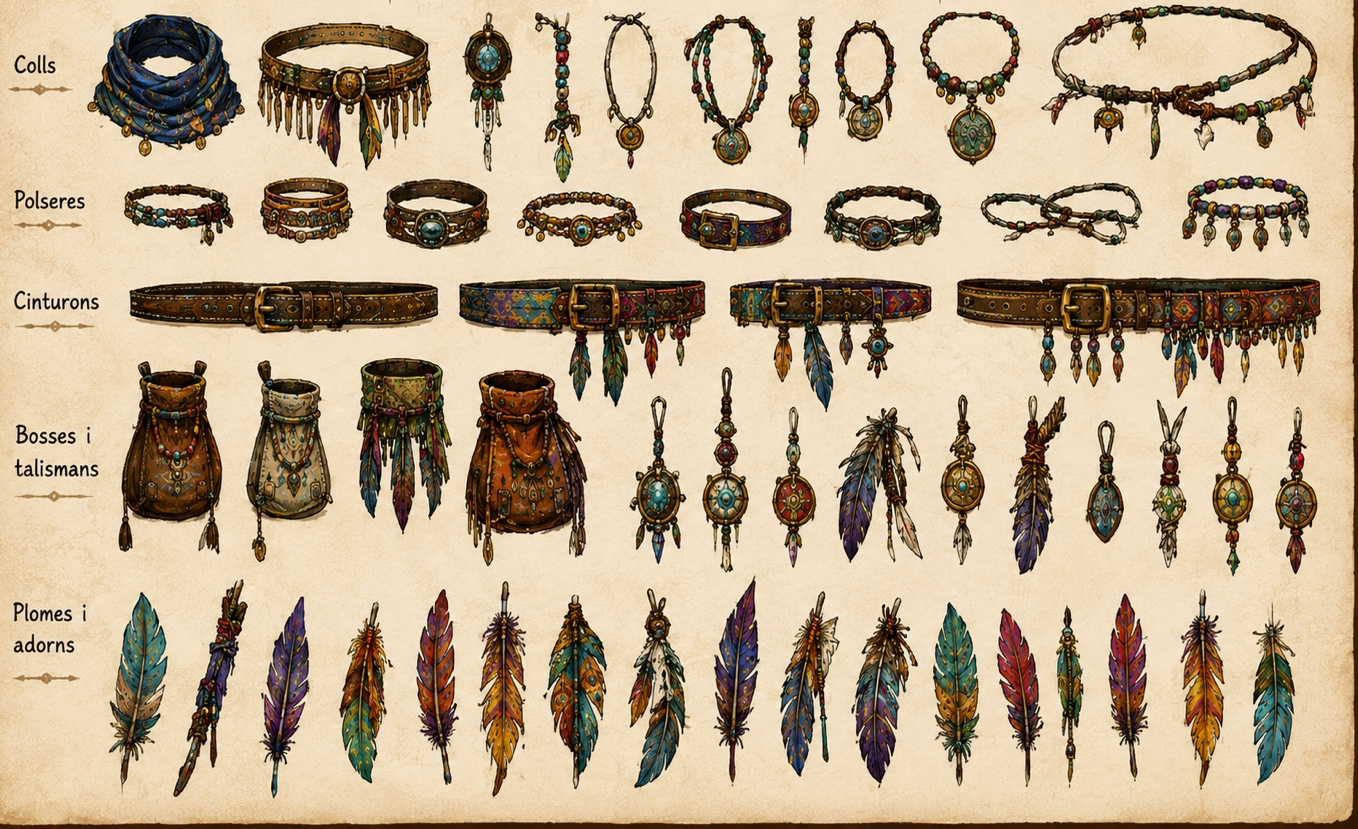 Colls
Polseres
Cinturons
Bosses i
talismans
Plomes i
adorns